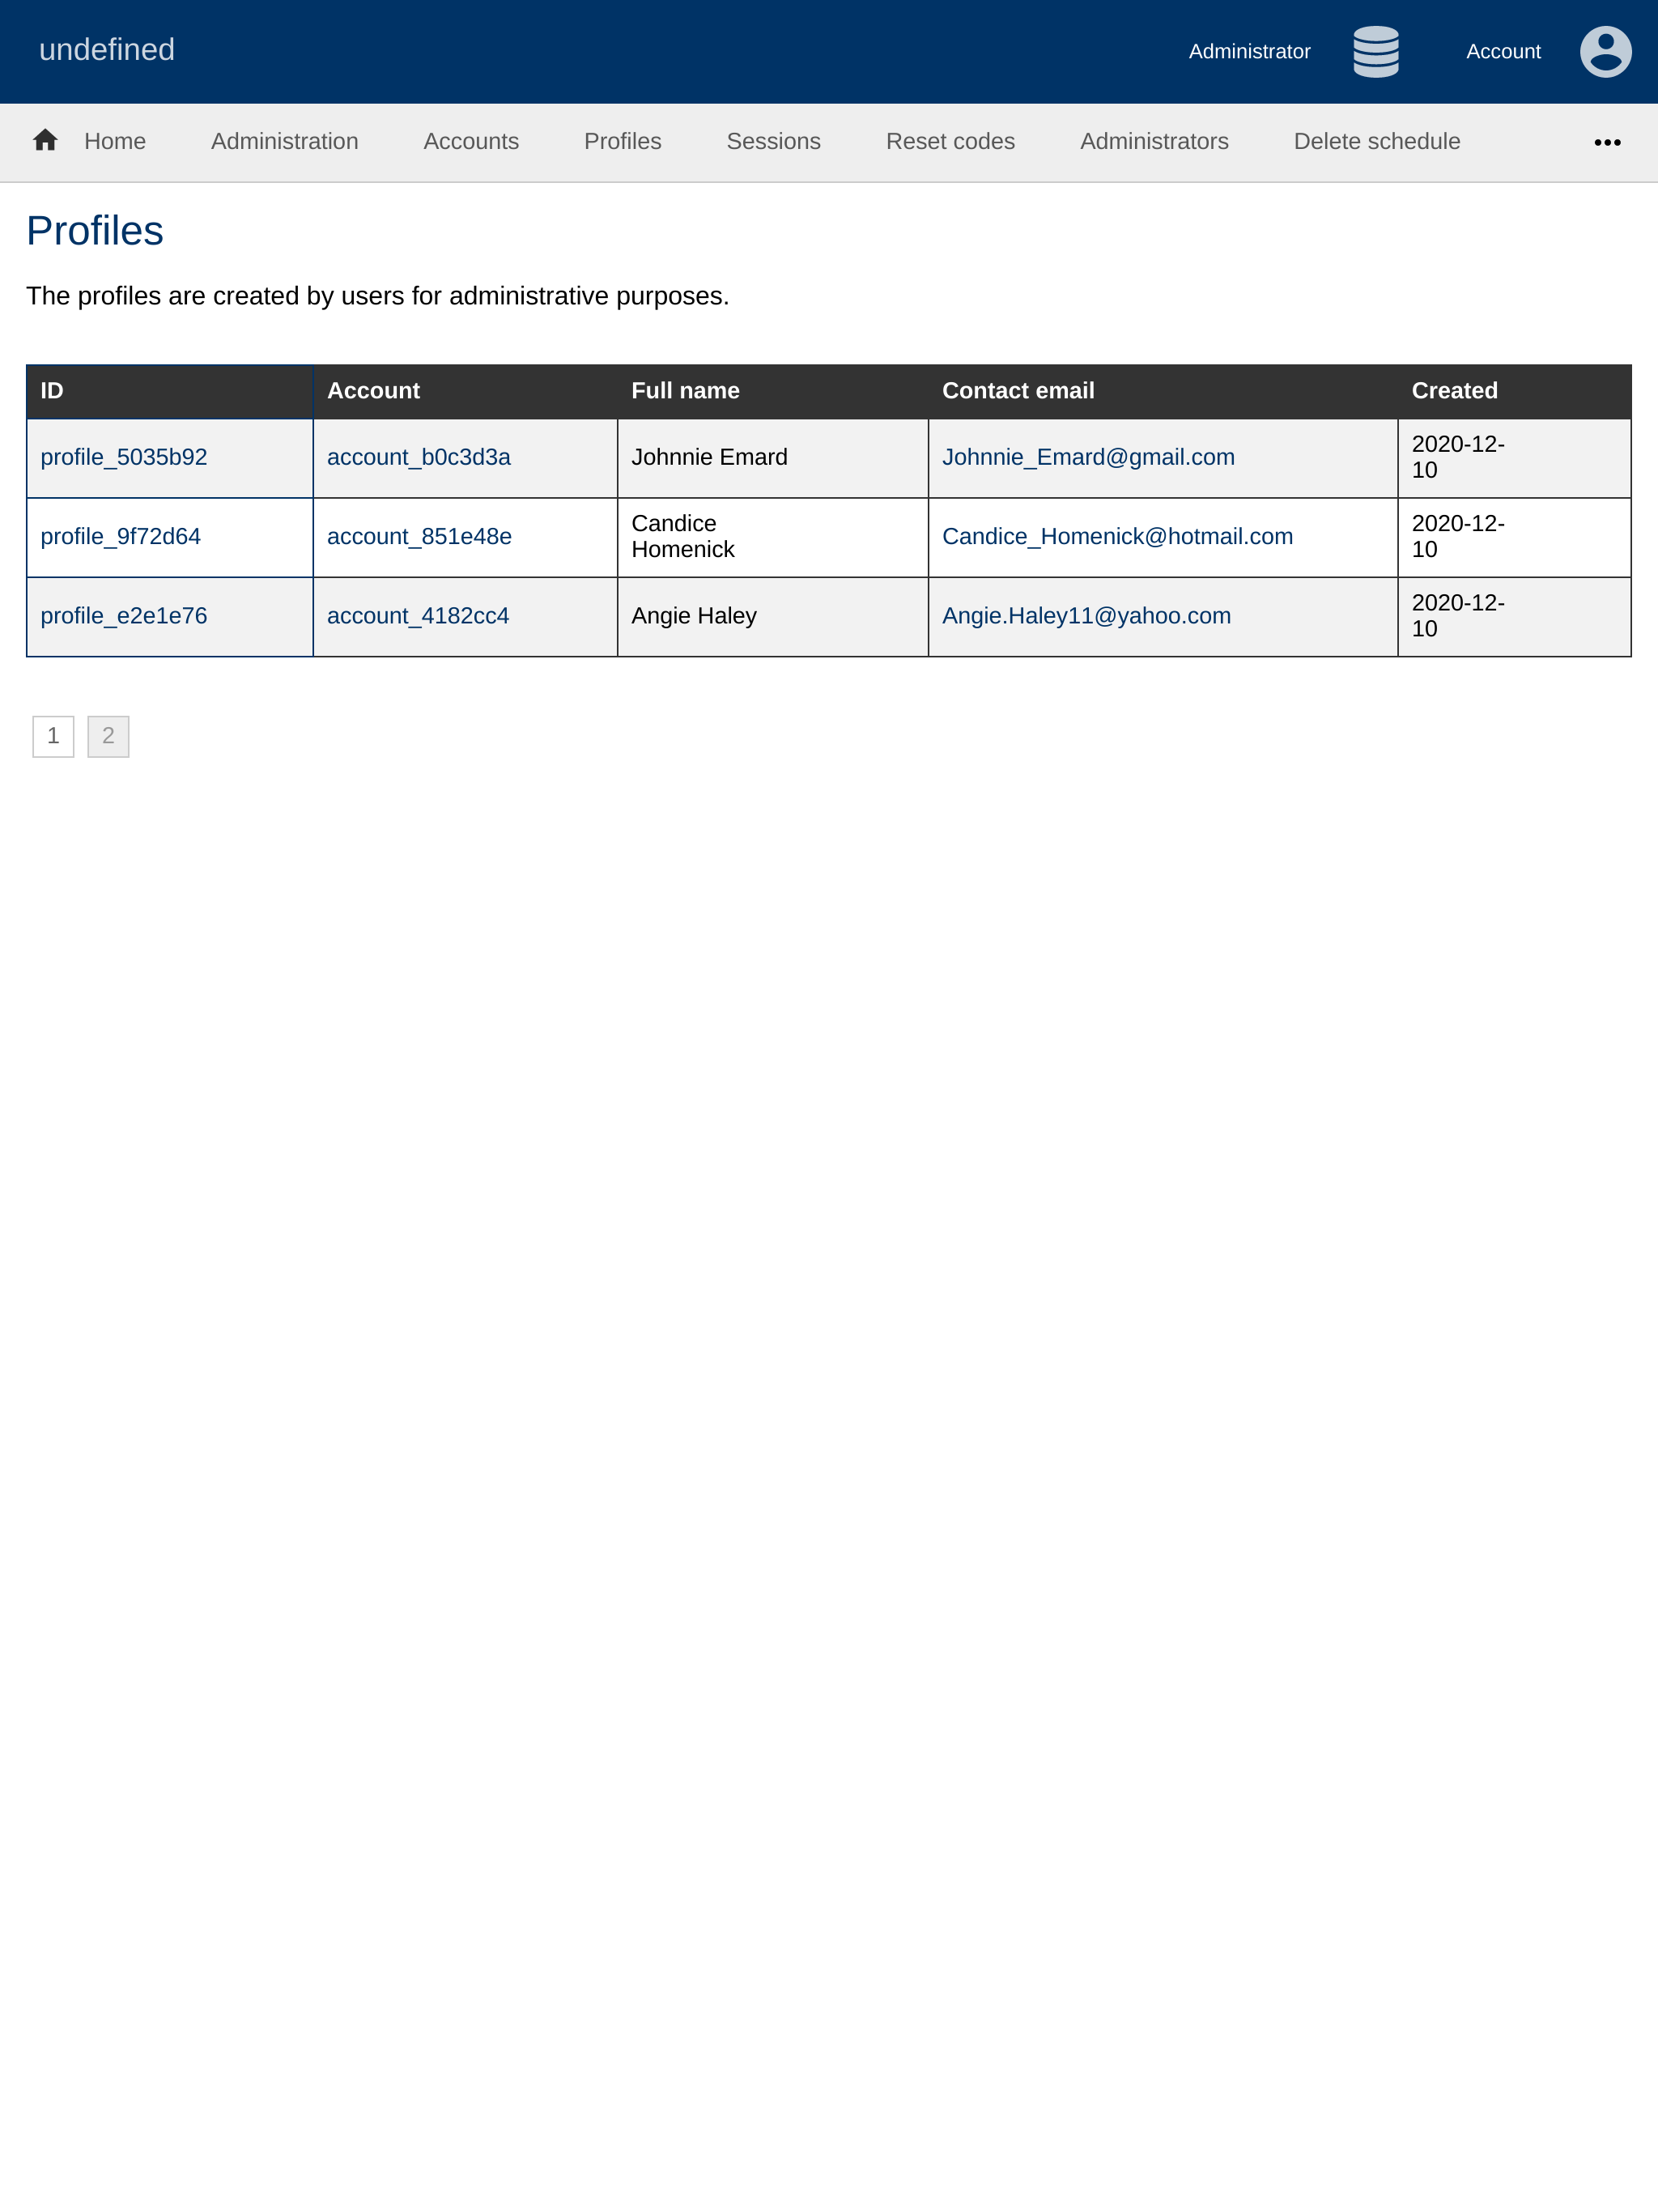 undefined
Administrator
Account
Home Administration Accounts Profiles Sessions Reset codes Administrators Delete schedule
Profiles
The profiles are created by users for administrative purposes.
ID Account Full name Contact email Created
profile_5035b92 account_b0c3d3a Johnnie Emard Johnnie_Emard@gmail.com 2020-12-
10
profile_9f72d64 account_851e48e Candice
Homenick Candice_Homenick@hotmail.com 2020-12-
10
profile_e2e1e76 account_4182cc4 Angie Haley Angie.Haley11@yahoo.com 2020-12-
10
1 2